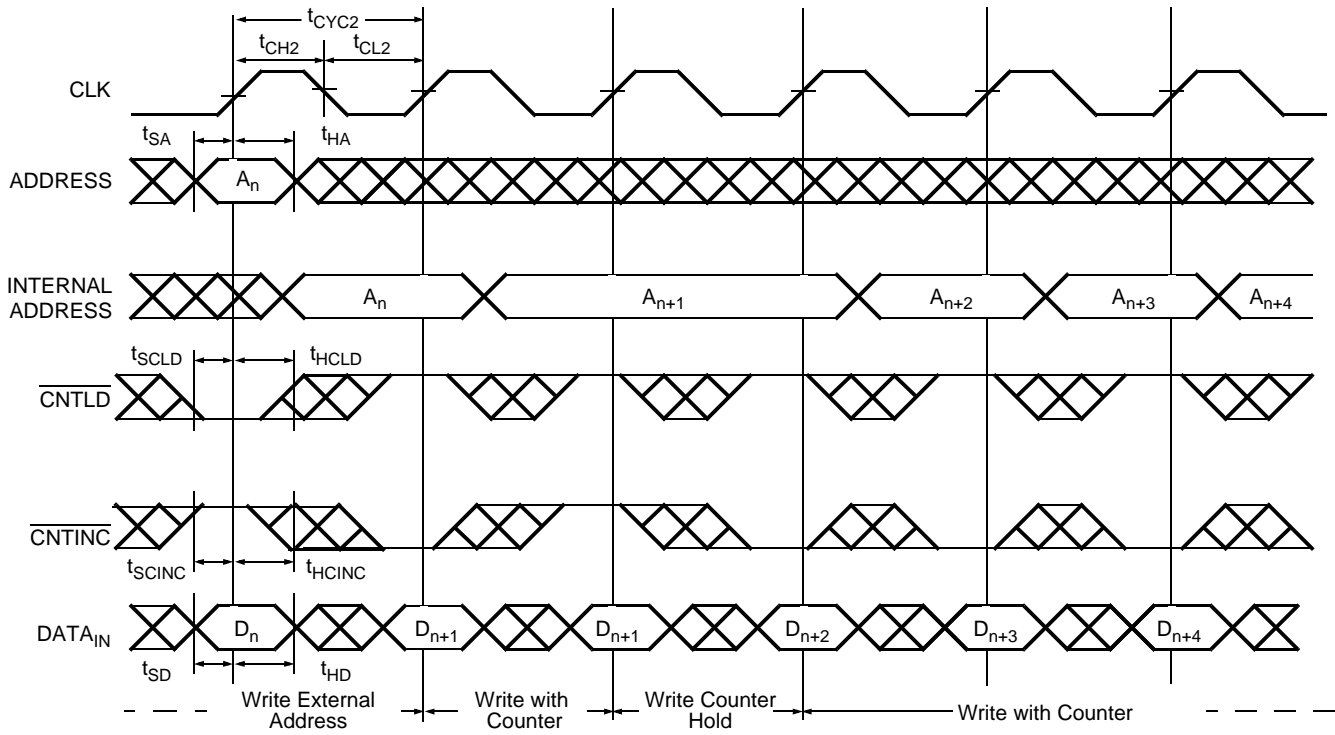 tCYC2
tCH2 tCL2
CLK
tSA tHA
ADDRESS An
INTERNAL
ADDRESS
An An+1 An+2 An+3 An+4
tSCLD tHCLD
CNTLD
CNTINC
tSCINC tHCINC
DATAIN Dn Dn+1 Dn+1 Dn+2 Dn+3 Dn+4
tSD tHD
Write External
Address
Write with
Counter
Write Counter
Hold
Write with Counter